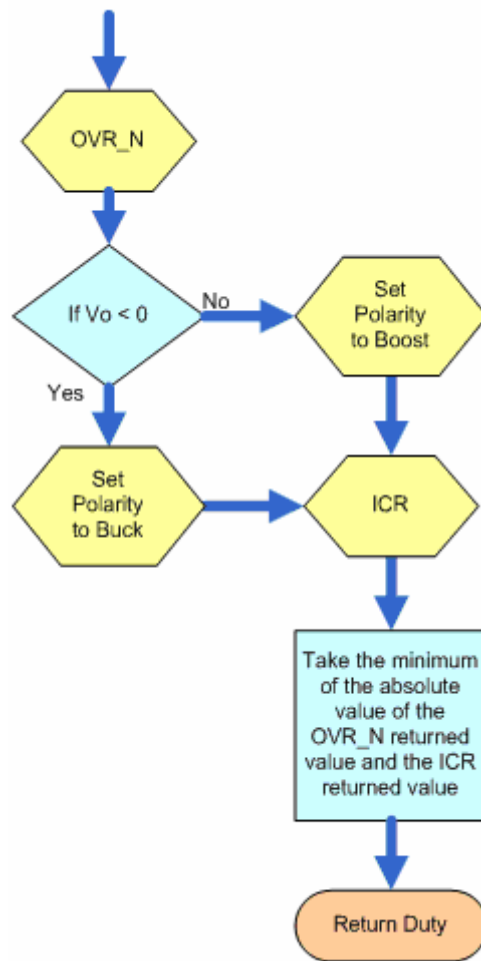 OVR_N
If Vo < 0
No
Set
Polarity
to Boost
Yes
Set
Polarity
to Buck
ICR
Take the minimum
of the absolute
value of the
OVR_N returned
value and the ICR
returned value
Return Duty